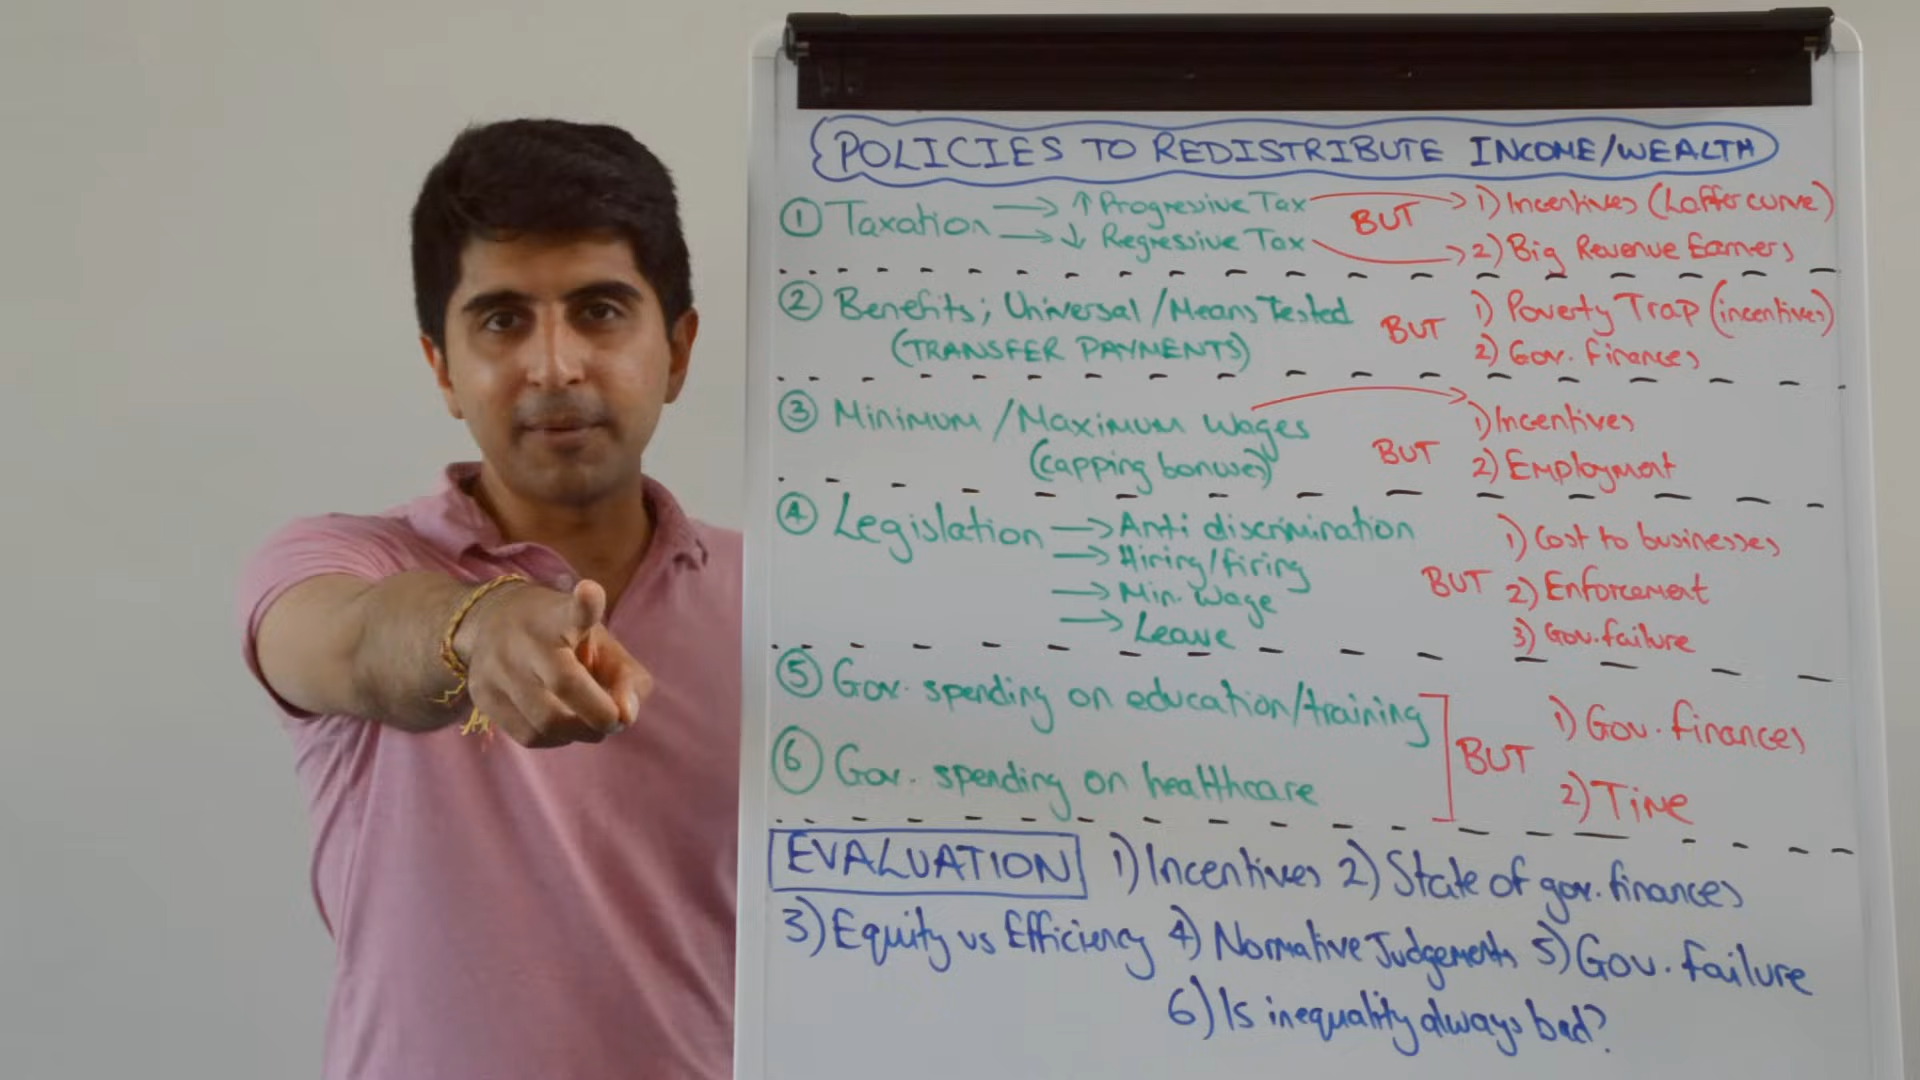 POLICIES TO REDISTRIBUTE INCOME/WEALTH
① Taxation → ↑ Progressive Tax BUT 1) Incentives (Laffer curve)
→ ↓ Regressive Tax 2) Big Revenue Earners
② Benefits; Universal/Means Tested BUT 1) Poverty Trap (incentives)
(TRANSFER PAYMENTS) 2) Gov. Finances
③ Minimum/Maximum Wages BUT 1) Incentives
(capping bonuses) 2) Employment
④ Legislation → Anti discrimination BUT 1) Cost to businesses
→ Hiring/firing
→ Min. Wage 2) Enforcement
→ Leave 3) Gov. failure
⑤ Gov. spending on education/training BUT 1) Gov. finances
⑥ Gov. spending on healthcare 2) Time
EVALUATION 1) Incentives 2) State of gov. finances
3) Equity vs Efficiency 4) Normative Judgements 5) Gov. failure
6) Is inequality always bad?